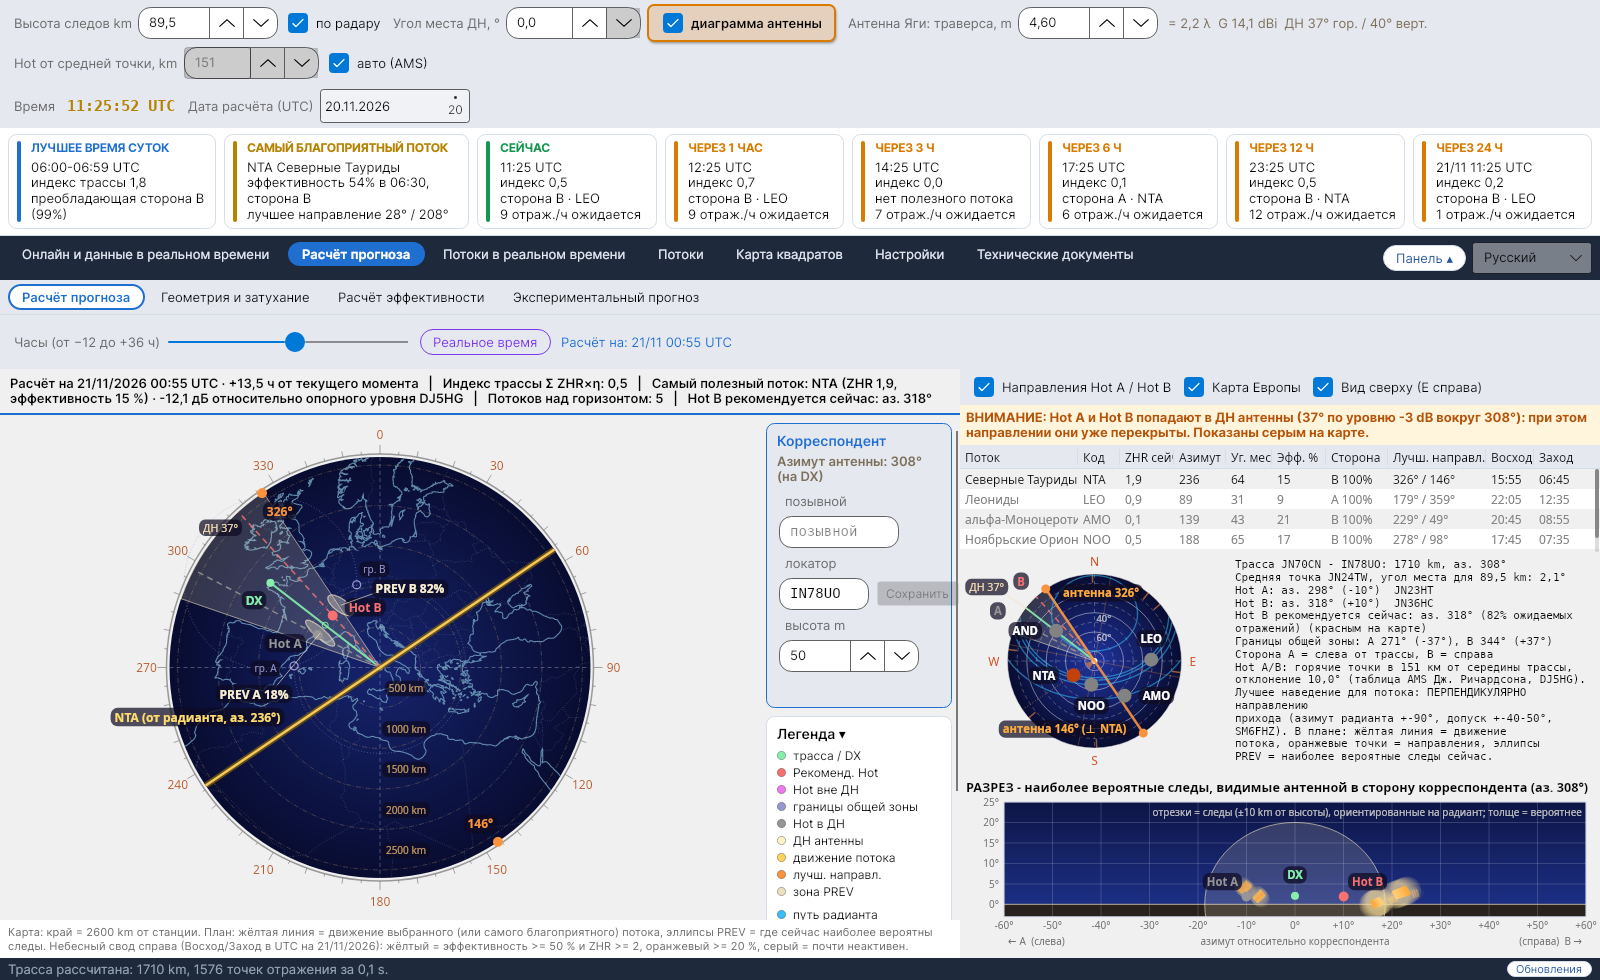 Высота следов km 89,5 по радару Угол места ДН, ° 0,0 диаграмма антенны Антенна Яги: траверса, m 4,60 = 2,2 λ G 14,1 dBi ДН 37° гор. / 40° верт.
Hot от средней точки, km 151 авто (AMS)
Время 11:25:52 UTC Дата расчёта (UTC) 20.11.2026 20
ЛУЧШЕЕ ВРЕМЯ СУТОК
06:00-06:59 UTC
индекс трассы 1,8
преобладающая сторона B
(99%)
САМЫЙ БЛАГОПРИЯТНЫЙ ПОТОК
NTA Северные Тауриды
эффективность 54% в 06:30,
сторона B
лучшее направление 28° / 208°
СЕЙЧАС
11:25 UTC
индекс 0,5
сторона B · LEO
9 отраж./ч ожидается
ЧЕРЕЗ 1 ЧАС
12:25 UTC
индекс 0,7
сторона B · LEO
9 отраж./ч ожидается
ЧЕРЕЗ 3 Ч
14:25 UTC
индекс 0,0
нет полезного потока
7 отраж./ч ожидается
ЧЕРЕЗ 6 Ч
17:25 UTC
индекс 0,1
сторона A · NTA
6 отраж./ч ожидается
ЧЕРЕЗ 12 Ч
23:25 UTC
индекс 0,5
сторона B · NTA
12 отраж./ч ожидается
ЧЕРЕЗ 24 Ч
21/11 11:25 UTC
индекс 0,2
сторона B · LEO
1 отраж./ч ожидается
Онлайн и данные в реальном времени Расчёт прогноза Потоки в реальном времени Потоки Карта квадратов Настройки Технические документы Панель ▴ Русский
Расчёт прогноза Геометрия и затухание Расчёт эффективности Экспериментальный прогноз
Часы (от −12 до +36 ч) Реальное время Расчёт на: 21/11 00:55 UTC
Расчёт на 21/11/2026 00:55 UTC · +13,5 ч от текущего момента | Индекс трассы Σ ZHR×η: 0,5 | Самый полезный поток: NTA (ZHR 1,9,
эффективность 15 %) · -12,1 дБ относительно опорного уровня DJ5HG | Потоков над горизонтом: 5 | Hot B рекомендуется сейчас: аз. 318°
0
330
30
326°
ДН 37°
300
60
гр. B
PREV B 82%
DX
Hot B
Hot A
270
гр. A
90
500 km
PREV A 18%
NTA (от радианта, аз. 236°)
1000 km
1500 km
240
120
2000 km
146°
2500 km
210
150
180
Корреспондент
Азимут антенны: 308°
(на DX)
позывной
ПОЗЫВНОЙ
локатор
IN78UO Сохранить
высота m
50
Легенда ▾
трасса / DX
Рекоменд. Hot
Hot вне ДН
границы общей зоны
Hot в ДН
ДН антенны
движение потока
лучш. направл.
зона PREV
путь радианта
Карта: край = 2600 km от станции. План: жёлтая линия = движение выбранного (или самого благоприятного) потока, эллипсы PREV = где сейчас наиболее вероятны
следы. Небесный свод справа (Восход/Заход в UTC на 21/11/2026): жёлтый = эффективность >= 50 % и ZHR >= 2, оранжевый >= 20 %, серый = почти неактивен.
Направления Hot A / Hot B Карта Европы Вид сверху (E справа)
ВНИМАНИЕ: Hot A и Hot B попадают в ДН антенны (37° по уровню -3 dB вокруг 308°): при этом
направлении они уже перекрыты. Показаны серым на карте.
Поток Код ZHR сей Азимут Уг. мес Эфф. % Сторона Лучш. направл. Восход Заход
Северные Тауриды NTA 1,9 236 64 15 B 100% 326° / 146° 15:55 06:45
Леониды LEO 0,9 89 31 9 A 100% 179° / 359° 22:05 12:35
альфа-Моноцероти AMO 0,1 139 43 21 B 100% 229° / 49° 20:45 08:55
Ноябрьские Орион NOO 0,5 188 65 17 B 100% 278° / 98° 17:45 07:35
N
ДН 37°
B
антенна 326°
A
40°
AND
60°
LEO
W
E
NTA
AMO
NOO
антенна 146° (⊥ NTA)
S
Трасса JN70CN - IN78UO: 1710 km, аз. 308°
Средняя точка JN24TW, угол места для 89,5 km: 2,1°
Hot A: аз. 298° (-10°) JN23HT
Hot B: аз. 318° (+10°) JN36HC
Hot B рекомендуется сейчас: аз. 318° (82% ожидаемых
отражений) (красным на карте)
Границы общей зоны: A 271° (-37°), B 344° (+37°)
Сторона A = слева от трассы, B = справа
Hot A/B: горячие точки в 151 км от середины трассы,
отклонение 10,0° (таблица AMS Дж. Ричардсона, DJ5HG).
Лучшее наведение для потока: ПЕРПЕНДИКУЛЯРНО
направлению
прихода (азимут радианта +-90°, допуск +-40-50°,
SM6FHZ). В плане: жёлтая линия = движение
потока, оранжевые точки = направления, эллипсы
PREV = наиболее вероятные следы сейчас.
РАЗРЕЗ - наиболее вероятные следы, видимые антенной в сторону корреспондента (аз. 308°)
отрезки = следы (±10 km от высоты), ориентированные на радиант; толще = вероятнее
25°
20°
15°
10°
5°
0°
Hot A
DX
Hot B
-60° -50° -40° -30° -20° -10° 0° +10° +20° +30° +40° +50° +60°
← A (слева) азимут относительно корреспондента (справа) B →
Трасса рассчитана: 1710 km, 1576 точек отражения за 0,1 s. Обновления